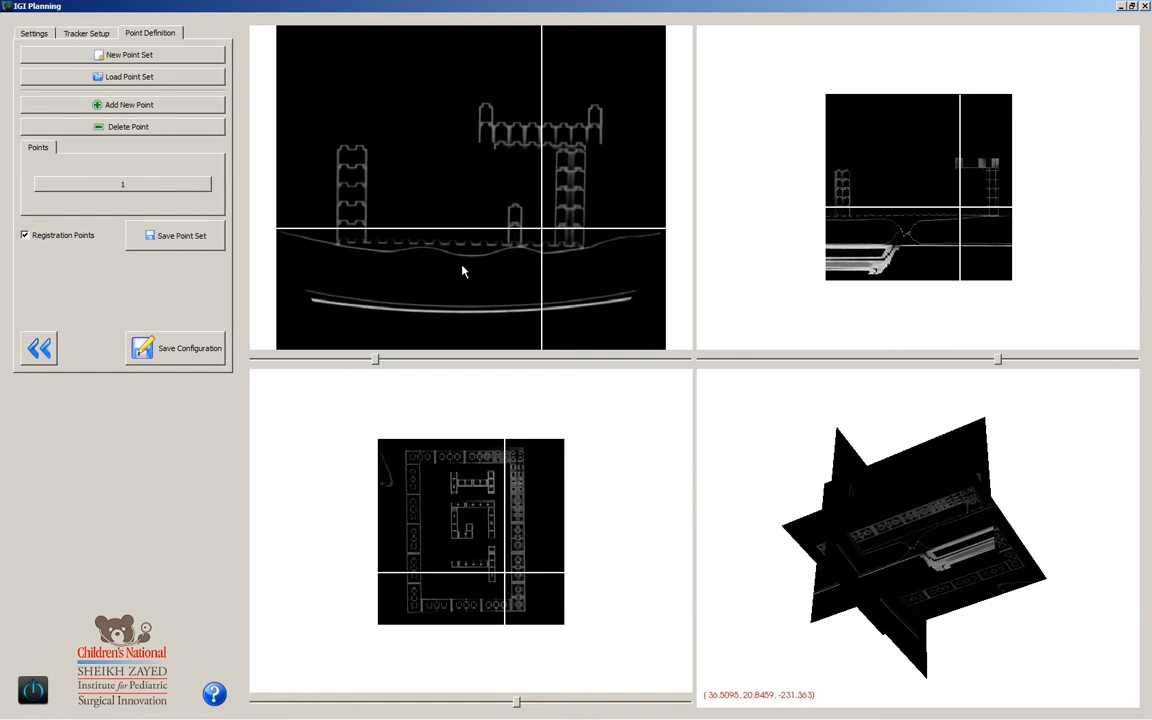 IGI Planning
Settings
Tracker Setup
Point Definition
New Point Set
Load Point Set
Add New Point
Delete Point
Points
1
Registration Points
Save Point Set
Save Configuration
Children's National
SHEIKH ZAYED
Institute for Pediatric
Surgical Innovation
?
( 36.5095, 20.8459, -231.363)